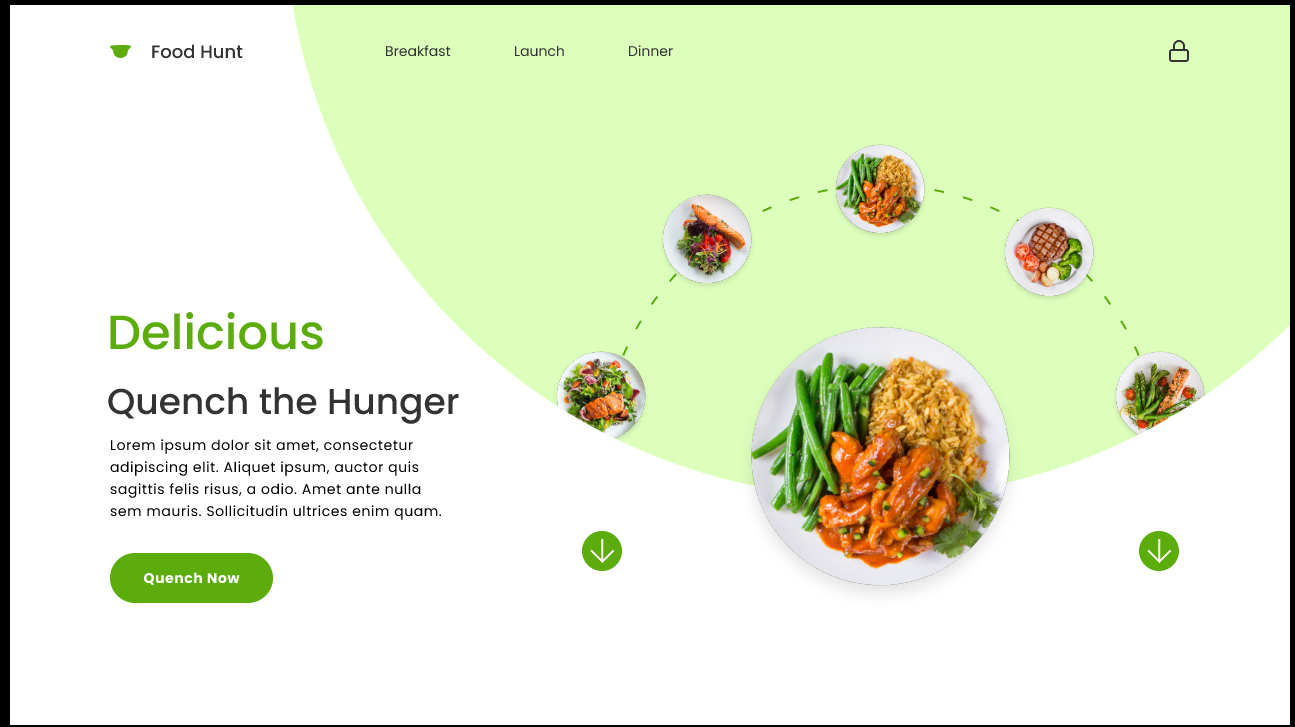 Food Hunt
Breakfast
Launch
Dinner
Delicious
Quench the Hunger
Lorem ipsum dolor sit amet, consectetur
adipiscing elit. Aliquet ipsum, auctor quis
sagittis felis risus, a odio. Amet ante nulla
sem mauris. Sollicitudin ultrices enim quam.
Quench Now